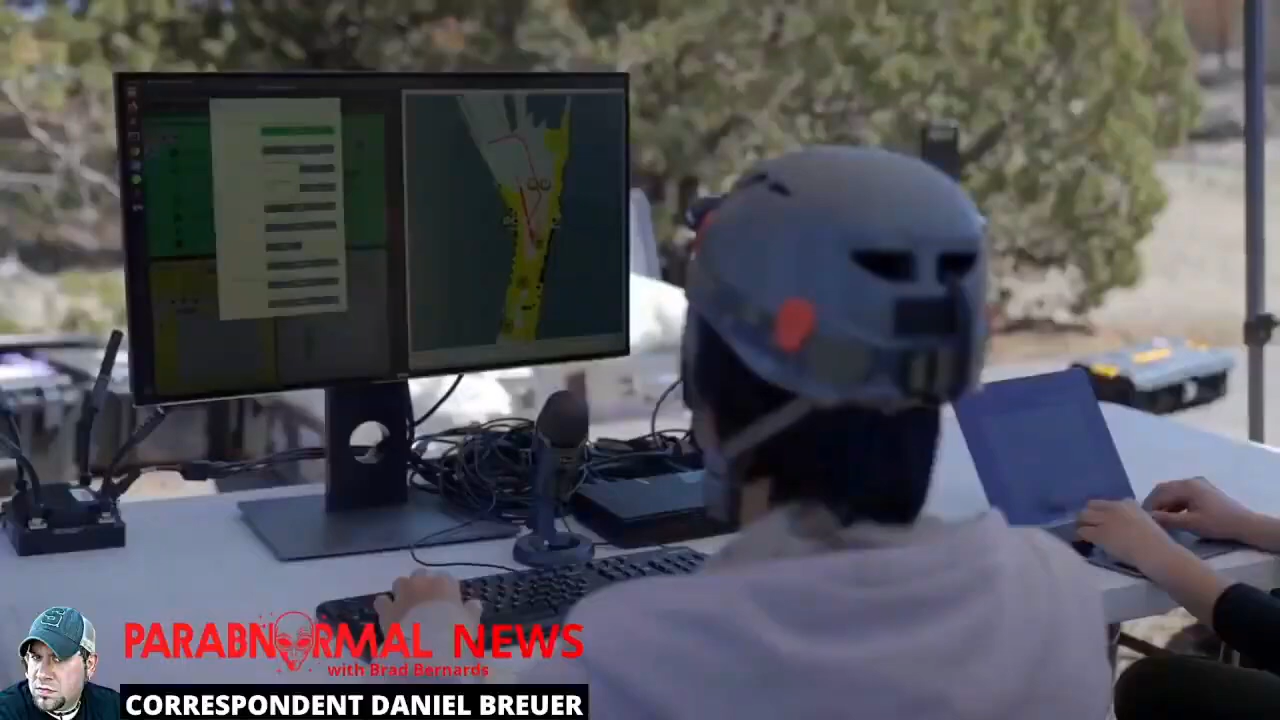 PARABNORMAL NEWS
with Brad Bernards
CORRESPONDENT DANIEL BREUER